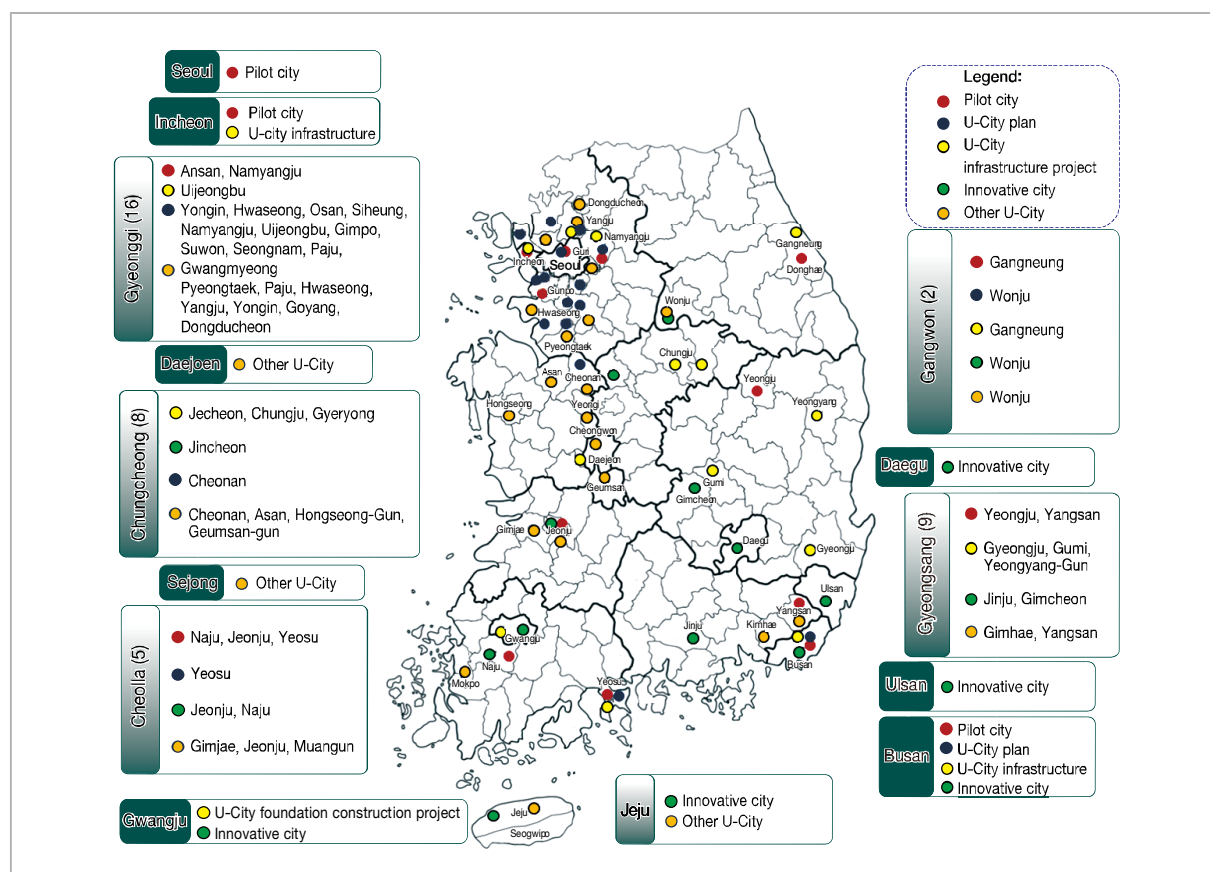 Seoul
Pilot city
Incheon
Pilot city
U-city infrastructure
Gyeonggi (16)
Ansan, Namyangju
Uijeongbu
Yongin, Hwaseong, Osan, Siheung,
Namyangju, Uijeongbu, Gimpo,
Suwon, Seongnam, Paju,
Gwangmyeong
Pyeongtaek, Paju, Hwaseong,
Yangju, Yongin, Goyang,
Dongducheon
Daejoen
Other U-City
Chungcheong (8)
Jecheon, Chungju, Gyeryong
Jincheon
Cheonan
Cheonan, Asan, Hongseong-Gun,
Geumsan-gun
Sejong
Other U-City
Cheolla (5)
Naju, Jeonju, Yeosu
Yeosu
Jeonju, Naju
Gimjae, Jeonju, Muangun
Gwangju
U-City foundation construction project
Innovative city
Legend:
Pilot city
U-City plan
U-City
infrastructure project
Innovative city
Other U-City
Gangwon (2)
Gangneung
Wonju
Gangneung
Wonju
Wonju
Daegu
Innovative city
Gyeongsang (9)
Yeongju, Yangsan
Gyeongju, Gumi,
Yeongyang-Gun
Jinju, Gimcheon
Gimhae, Yangsan
Ulsan
Innovative city
Busan
Pilot city
U-City plan
U-City infrastructure
Innovative city
Jeju
Innovative city
Other U-City
Dongducheon
Yangju
Namyangju
Guri
Incheon
Seoul
Gunpo
Hwaseong
Pyeongtaek
Gangneung
Donghae
Wonju
Chungju
Asan
Cheonan
Yeongju
Hongseong
Yeongi
Yeongyang
Cheongwon
Daejeon
Geumsan
Gumi
Gimcheon
Gimjae
Jeonju
Daegu
Gyeongju
Ulsan
Yangsan
Kimhae
Jinju
Busan
Gwangju
Naju
Mokpo
Yeosu
Jeju
Seogwipo